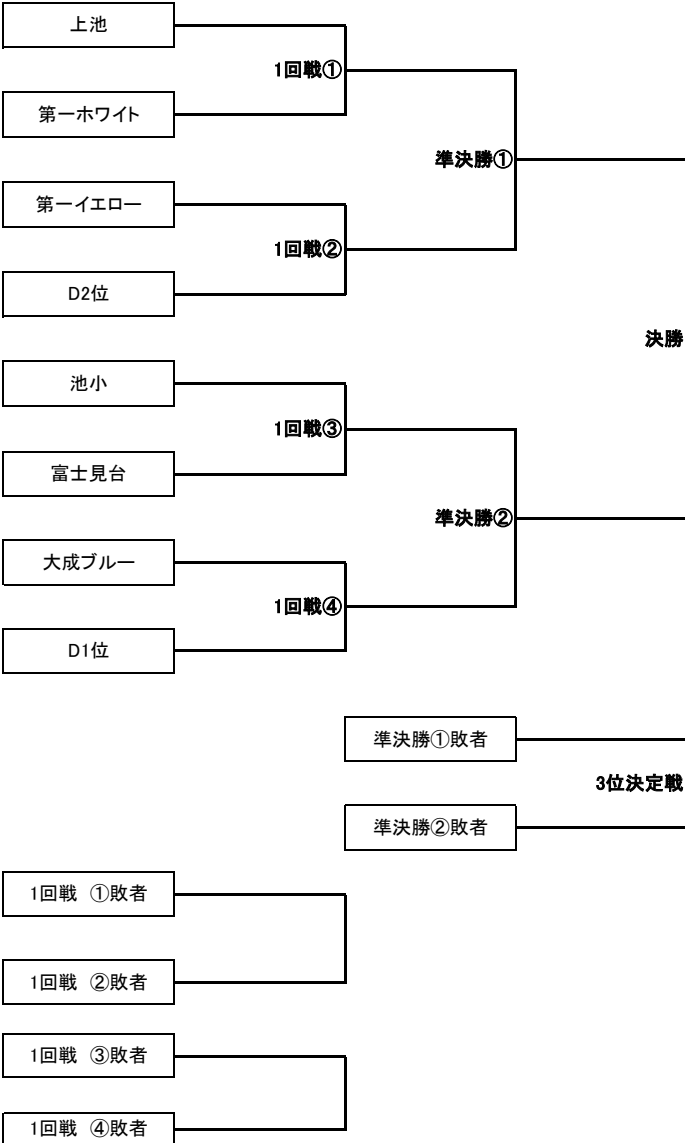 上池
1回戦①
第一ホワイト
準決勝①
第一イエロー
1回戦②
D2位
決勝
池小
1回戦③
富士見台
準決勝②
大成ブルー
1回戦④
D1位
準決勝①敗者
3位決定戦
準決勝②敗者
1回戦　①敗者
1回戦　②敗者
1回戦　③敗者
1回戦　④敗者